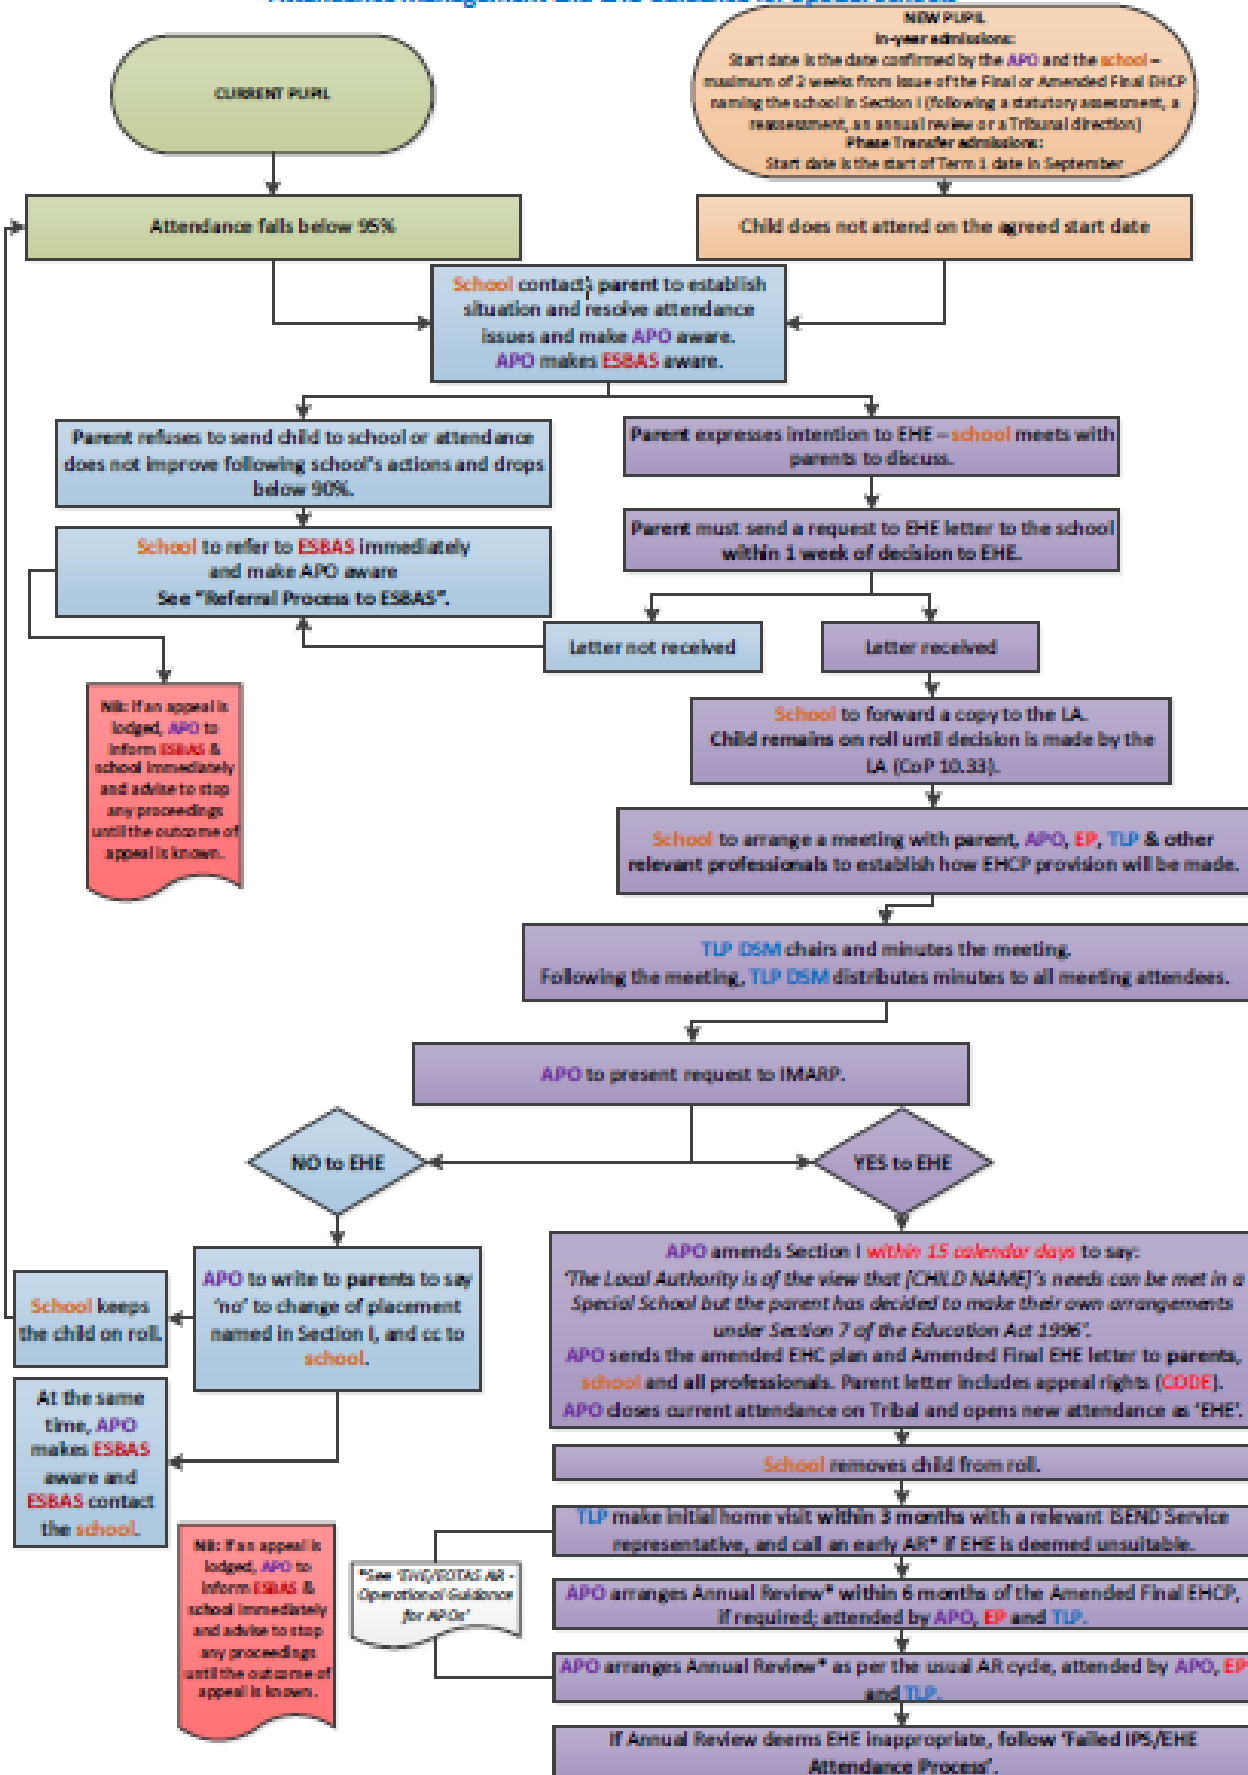 Attendance Management and EHE Guidance for Special Schools
NEW PUPIL
In-year admissions:
Start date is the date confirmed by the APO and the school –
maximum of 2 weeks from issue of the Final or Amended Final EHCP
naming the school in Section I (following a statutory assessment, a
reassessment, an annual review or a Tribunal direction)
Phase Transfer admissions:
Start date is the start of Term 1 date in September
CURRENT PUPIL
Attendance falls below 95%
Child does not attend on the agreed start date
School contacts parent to establish
situation and resolve attendance
issues and make APO aware.
APO makes ESBAS aware.
Parent refuses to send child to school or attendance
does not improve following school's actions and drops
below 90%.
Parent expresses intention to EHE – school meets with
parents to discuss.
School to refer to ESBAS immediately
and make APO aware
See "Referral Process to ESBAS".
Parent must send a request to EHE letter to the school
within 1 week of decision to EHE.
Letter not received
Letter received
NB: If an appeal is
lodged, APO to
inform ESBAS &
school immediately
and advise to stop
any proceedings
until the outcome of
appeal is known.
School to forward a copy to the LA.
Child remains on roll until decision is made by the
LA (CoP 10.33).
School to arrange a meeting with parent, APO, EP, TLP & other
relevant professionals to establish how EHCP provision will be made.
TLP DSM chairs and minutes the meeting.
Following the meeting, TLP DSM distributes minutes to all meeting attendees.
APO to present request to IMARP.
NO to EHE
YES to EHE
APO to write to parents to say
'no' to change of placement
named in Section I, and cc to
school.
School keeps
the child on roll.
At the same
time, APO
makes ESBAS
aware and
ESBAS contact
the school.
APO amends Section I within 15 calendar days to say:
'The Local Authority is of the view that [CHILD NAME]'s needs can be met in a
Special School but the parent has decided to make their own arrangements
under Section 7 of the Education Act 1996'.
APO sends the amended EHC plan and Amended Final EHE letter to parents,
school and all professionals. Parent letter includes appeal rights (CODE).
APO closes current attendance on Tribal and opens new attendance as 'EHE'.
School removes child from roll.
TLP make initial home visit within 3 months with a relevant ISEND Service
representative, and call an early AR* if EHE is deemed unsuitable.
NB: If an appeal is
lodged, APO to
inform ESBAS &
school immediately
and advise to stop
any proceedings
until the outcome of
appeal is known.
*See 'EHE/EOTAS AR -
Operational Guidance
for APOs'
APO arranges Annual Review* within 6 months of the Amended Final EHCP,
if required; attended by APO, EP and TLP.
APO arranges Annual Review* as per the usual AR cycle, attended by APO, EP
and TLP.
If Annual Review deems EHE inappropriate, follow 'Failed IPS/EHE
Attendance Process'.